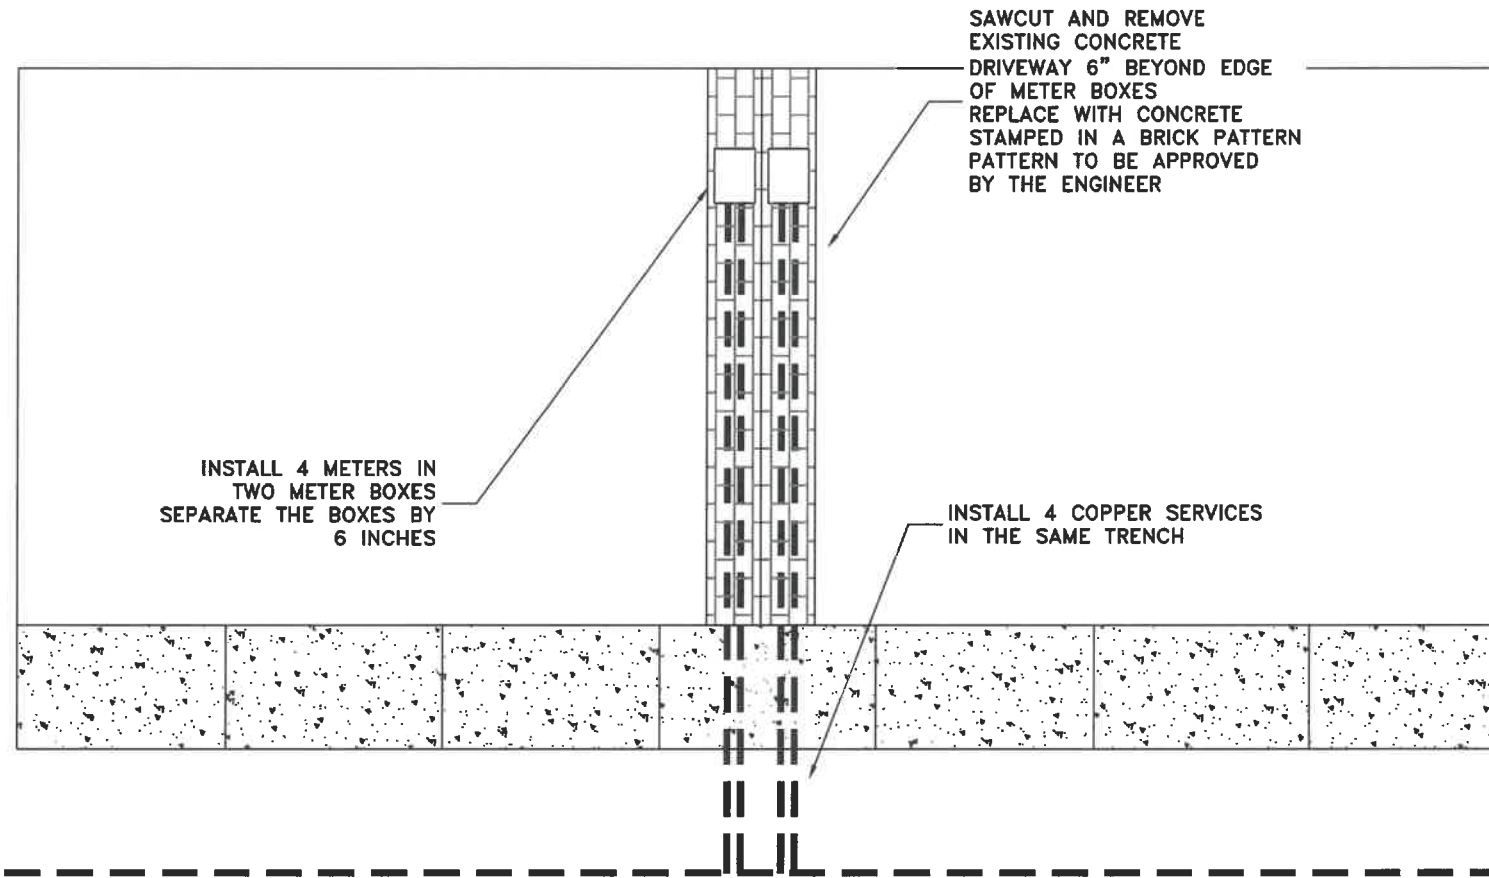 SAWCUT AND REMOVE
EXISTING CONCRETE
DRIVEWAY 6" BEYOND EDGE
OF METER BOXES
REPLACE WITH CONCRETE
STAMPED IN A BRICK PATTERN
PATTERN TO BE APPROVED
BY THE ENGINEER
INSTALL 4 METERS IN
TWO METER BOXES
SEPARATE THE BOXES BY
6 INCHES
INSTALL 4 COPPER SERVICES
IN THE SAME TRENCH